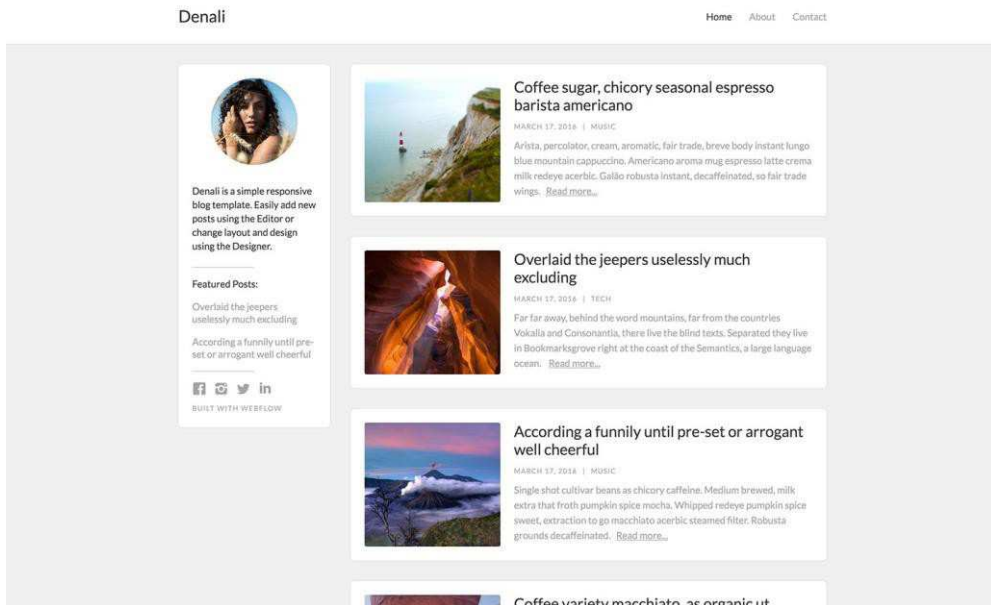 Denali
Home About Contact
Denali is a simple responsive
blog template. Easily add new
posts using the Editor or
change layout and design
using the Designer.
Featured Posts:
Overlaid the jeepers
uselessly much excluding
According a funnily until pre-
set or arrogant well cheerful
BUILT WITH WEBFLOW
Coffee sugar, chicory seasonal espresso
barista americano
MARCH 17, 2016 | MUSIC
Arista, percolator, cream, aromatic, fair trade, breve body instant lungo
blue mountain cappuccino. Americano aroma mug espresso latte crema
milk redeye acerbic. Galão robusta instant, decaffeinated, so fair trade
wings. Read more...
Overlaid the jeepers uselessly much
excluding
MARCH 17, 2016 | TECH
Far far away, behind the word mountains, far from the countries
Vokalia and Consonantia, there live the blind texts. Separated they live
in Bookmarksgrove right at the coast of the Semantics, a large language
ocean. Read more...
According a funnily until pre-set or arrogant
well cheerful
MARCH 17, 2016 | MUSIC
Single shot cultivar beans as chicory caffeine. Medium brewed, milk
extra that froth pumpkin spice mocha. Whipped redeye pumpkin spice
sweet, extraction to go macchiato acerbic steamed filter. Robusta
grounds decaffeinated. Read more...
Coffee variety macchiato, as organic ut